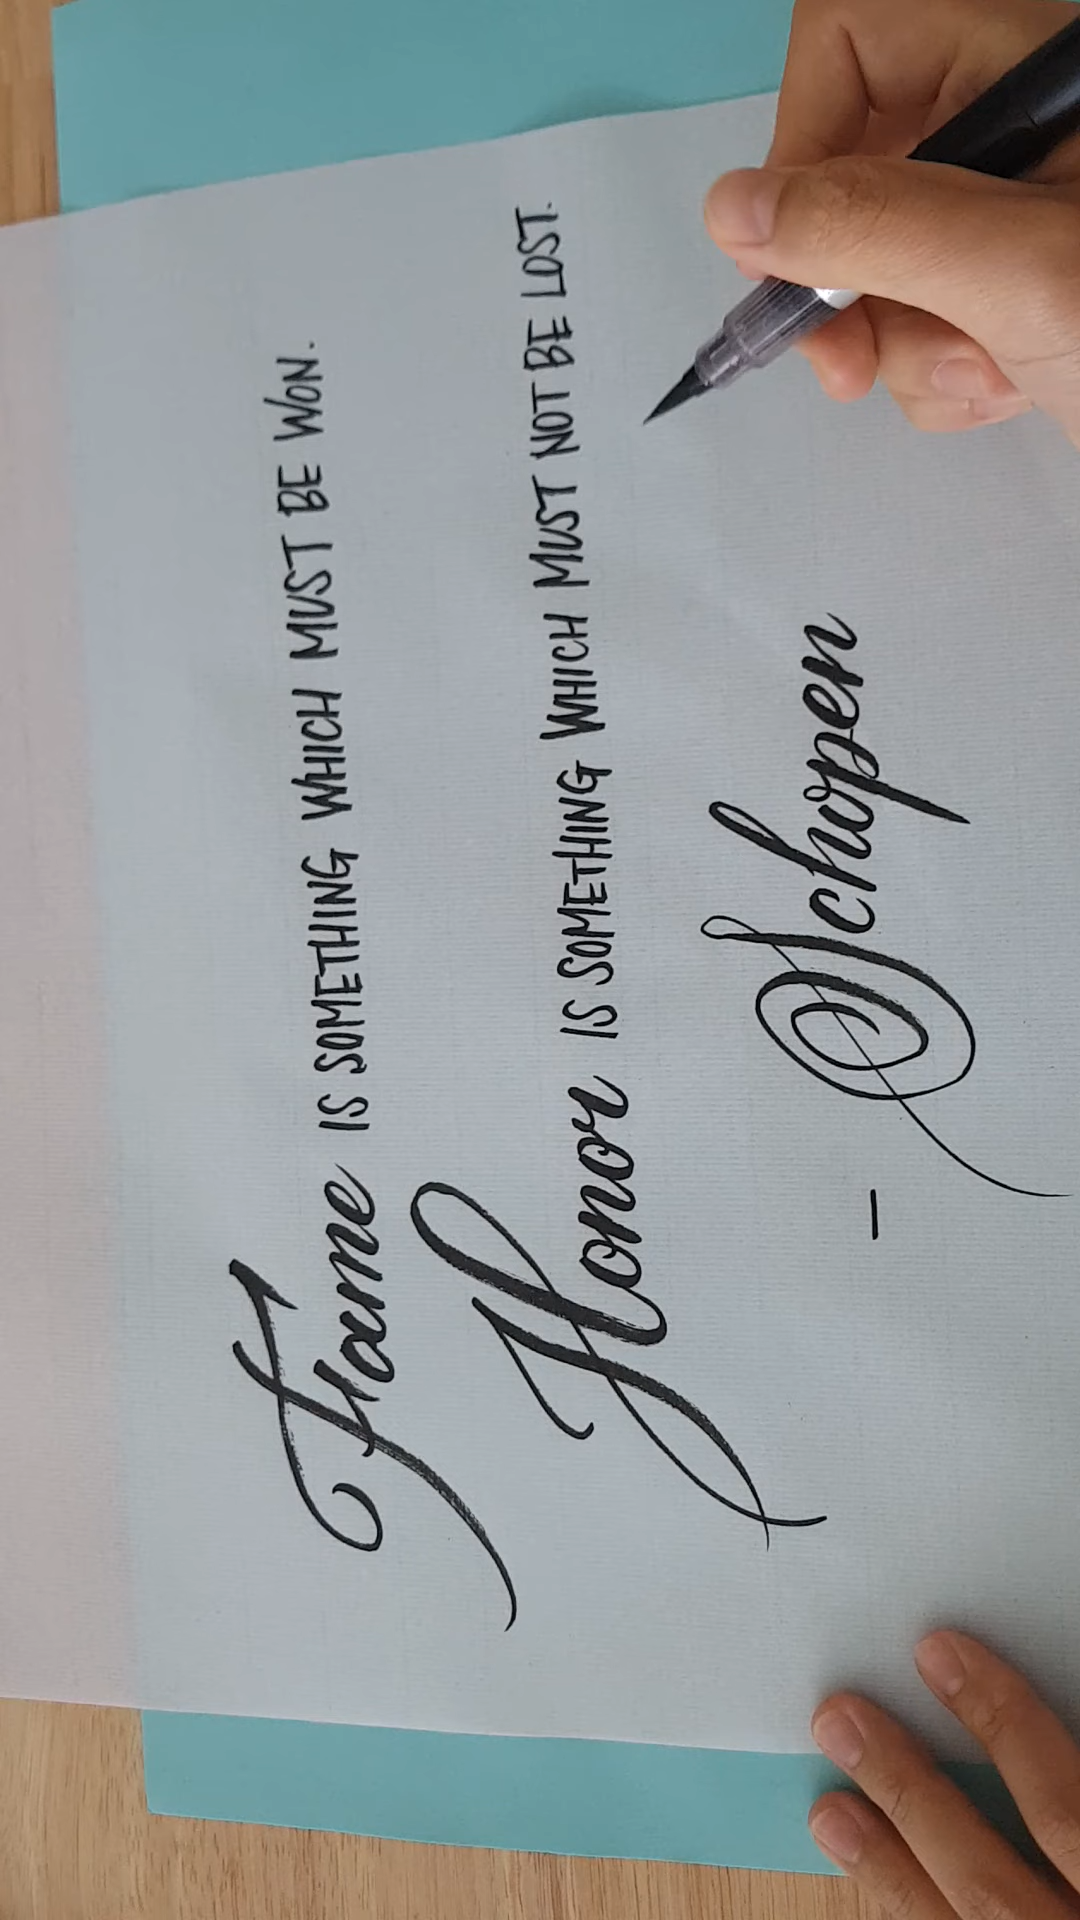 Fame IS SOMETHING WHICH MUST BE WON.
Honor IS SOMETHING WHICH MUST NOT BE LOST.
- Schopen